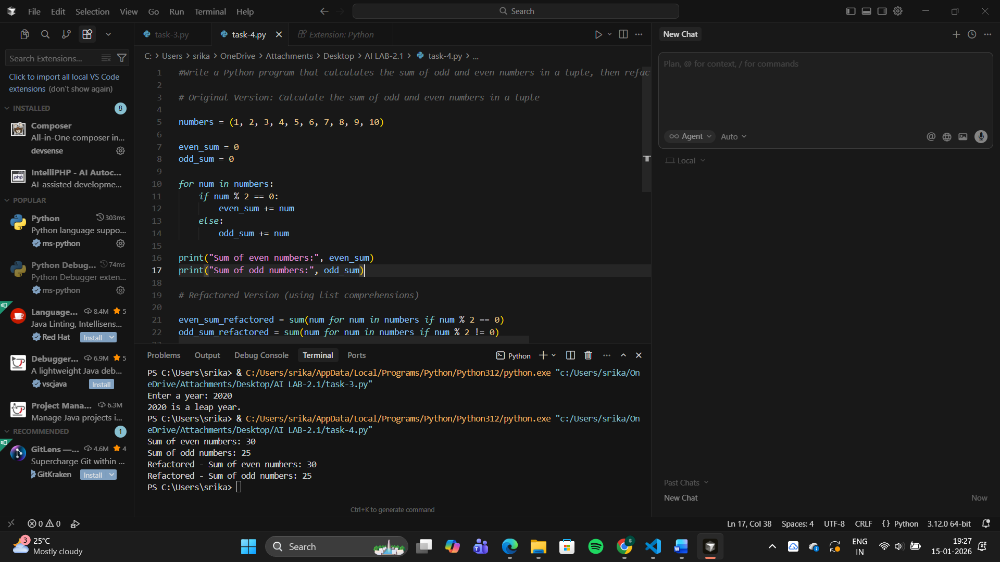 File Edit Selection View Go Run Terminal Help
Search
task-3.py
task-4.py
Extension: Python
New Chat
Search Extensions...
C: > Users > srika > OneDrive > Attachments > Desktop > AI LAB-2.1 > task-4.py > ...
Click to import all local VS Code
extensions (don't show again)
INSTALLED 8
Composer
All-in-One composer in...
devsense
IntelliPHP - AI Autoc...
AI-assisted developme...
POPULAR
Python 303ms
Python language suppo...
ms-python
Python Debug... 74ms
Python Debugger exten...
ms-python
Language... 8.4M 5
Java Linting, Intellisens...
Red Hat Install
Debugger... 6.9M 5
A lightweight Java deb...
vscjava Install
Project Mana... 6.3M
Manage Java projects i...
RECOMMENDED 1
GitLens —... 4.6M 4
Supercharge Git within ...
GitKraken Install
1 #Write a Python program that calculates the sum of odd and even numbers in a tuple, then refac
2
3 # Original Version: Calculate the sum of odd and even numbers in a tuple
4
5 numbers = (1, 2, 3, 4, 5, 6, 7, 8, 9, 10)
6
7 even_sum = 0
8 odd_sum = 0
9
10 for num in numbers:
11 if num % 2 == 0:
12 even_sum += num
13 else:
14 odd_sum += num
15
16 print("Sum of even numbers:", even_sum)
17 print("Sum of odd numbers:", odd_sum)
18
19 # Refactored Version (using list comprehensions)
20
21 even_sum_refactored = sum(num for num in numbers if num % 2 == 0)
22 odd_sum_refactored = sum(num for num in numbers if num % 2 != 0)
Problems Output Debug Console Terminal Ports
Python
PS C:\Users\srika> & C:/Users/srika/AppData/Local/Programs/Python/Python312/python.exe "c:/Users/srika/On
eDrive/Attachments/Desktop/AI LAB-2.1/task-3.py"
Enter a year: 2020
2020 is a leap year.
PS C:\Users\srika> & C:/Users/srika/AppData/Local/Programs/Python/Python312/python.exe "c:/Users/srika/On
eDrive/Attachments/Desktop/AI LAB-2.1/task-4.py"
Sum of even numbers: 30
Sum of odd numbers: 25
Refactored - Sum of even numbers: 30
Refactored - Sum of odd numbers: 25
PS C:\Users\srika>
Ctrl+K to generate command
Plan, @ for context, / for commands
Agent Auto
Local
Past Chats
New Chat Now
0 0
Ln 17, Col 38 Spaces: 4 UTF-8 CRLF {} Python 3.12.0 64-bit
3 25°C
Mostly cloudy
Search
ENG
IN
19:27
15-01-2026